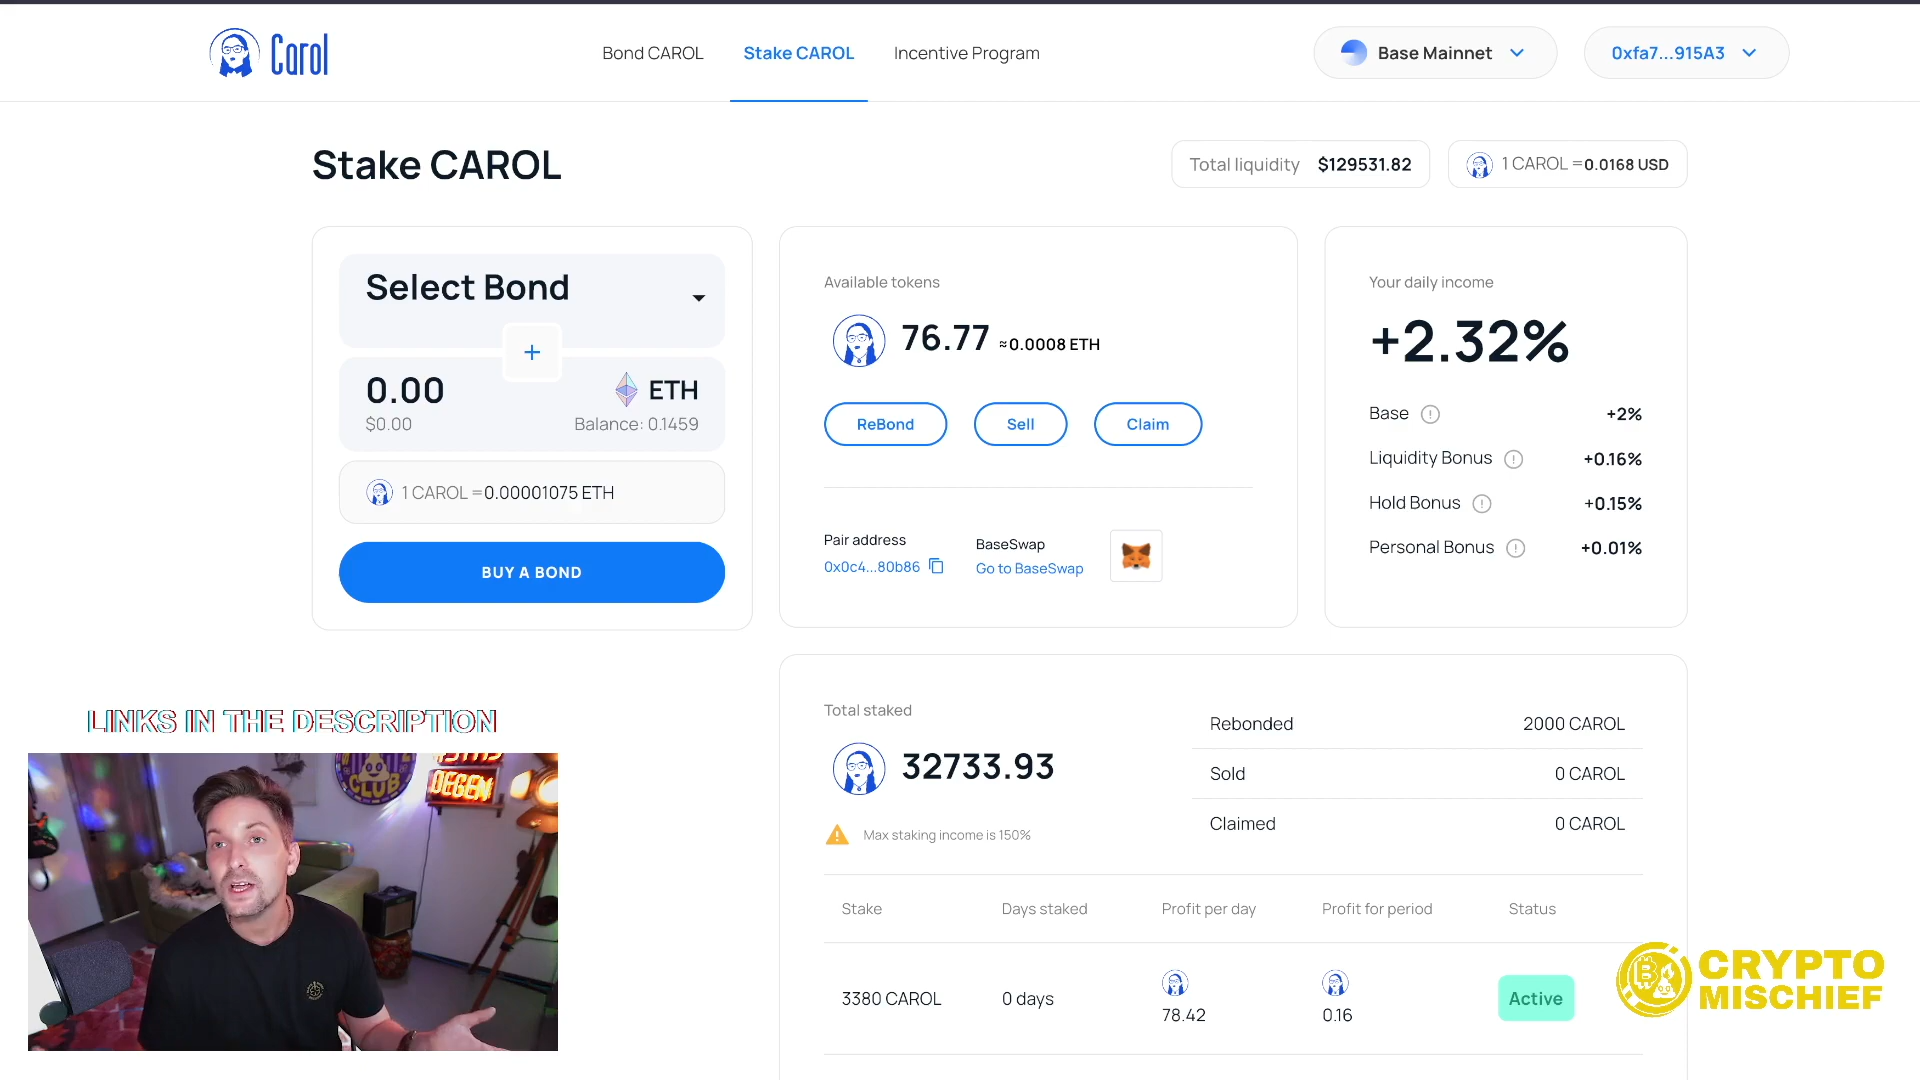 Carol
Bond CAROL
Stake CAROL
Incentive Program
Base Mainnet
0xfa7...915A3
Stake CAROL
Total liquidity $129531.82
1 CAROL =0.0168 USD
Select Bond
+
0.00
ETH
$0.00
Balance: 0.1459
1 CAROL =0.00001075 ETH
BUY A BOND
Available tokens
76.77 ≈0.0008 ETH
ReBond
Sell
Claim
Pair address
0x0c4...80b86
BaseSwap
Go to BaseSwap
Your daily income
+2.32%
Base +2%
Liquidity Bonus +0.16%
Hold Bonus +0.15%
Personal Bonus +0.01%
Total staked
32733.93
Max staking income is 150%
Rebonded 2000 CAROL
Sold 0 CAROL
Claimed 0 CAROL
Stake Days staked Profit per day Profit for period Status
3380 CAROL 0 days 78.42 0.16 Active
LINKS IN THE DESCRIPTION
CLUB
DEGEN
CRYPTO
MISCHIEF